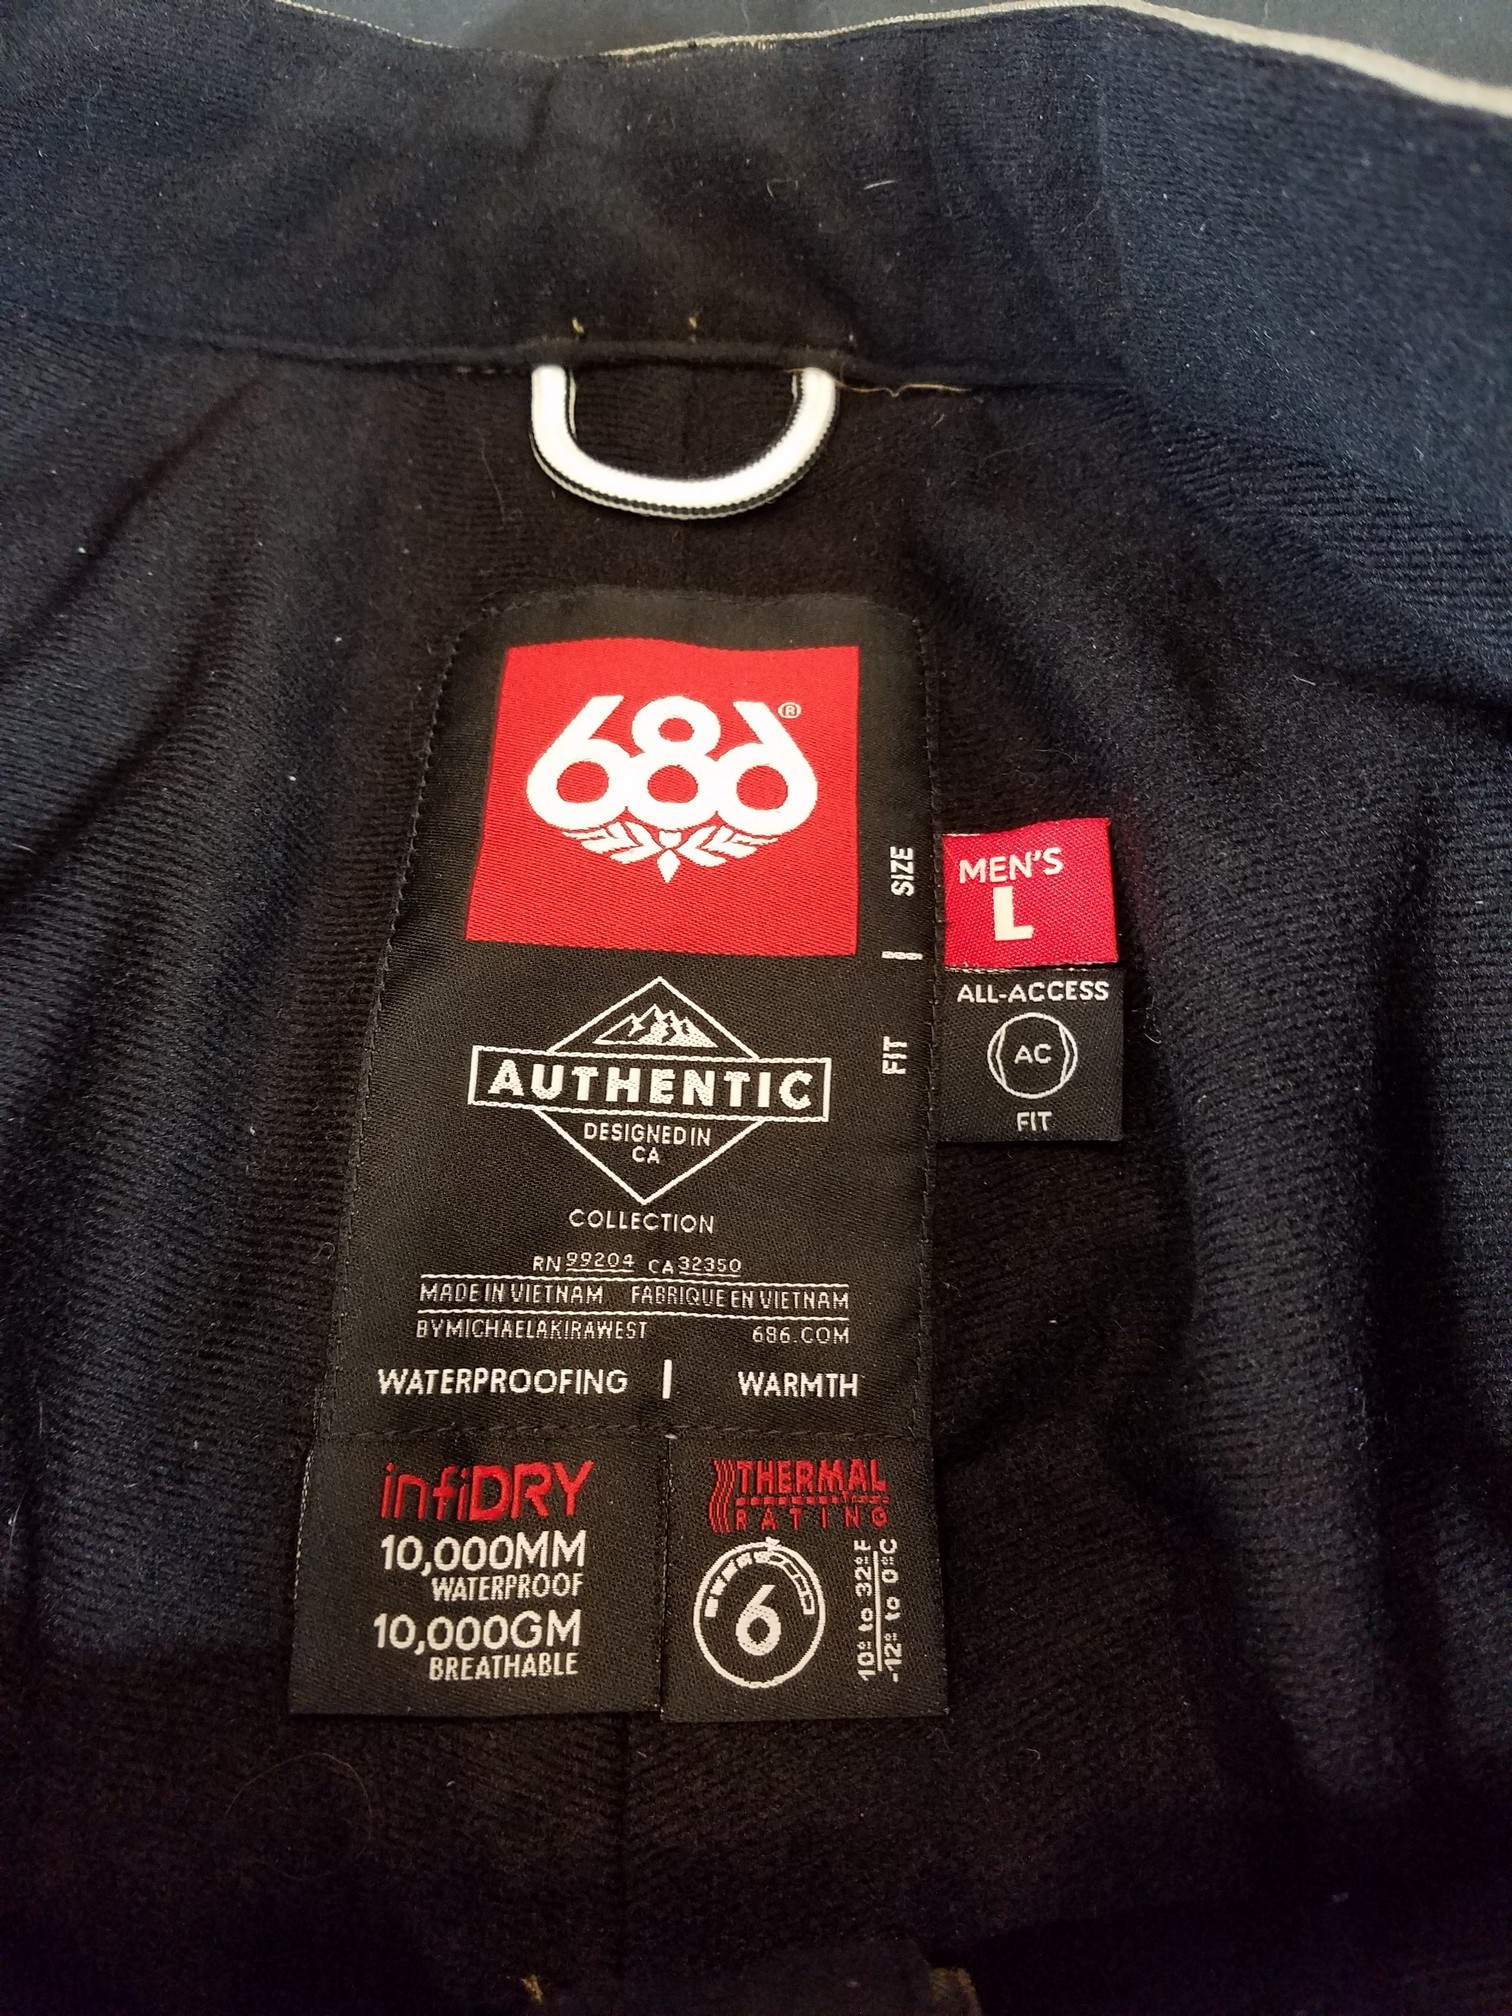 686®
SIZE
MEN'S
L
AUTHENTIC
DESIGNED IN
CA
COLLECTION
FIT
ALL-ACCESS
AC
FIT
RN 99204 CA 32350
MADE IN VIETNAM FABRIQUE EN VIETNAM
BYMICHAELAKIRAWEST 686.COM
WATERPROOFING | WARMTH
infiDRY
10,000MM
WATERPROOF
10,000GM
BREATHABLE
THERMAL
RATING
6
10° to 32°F
-12° to 0°C